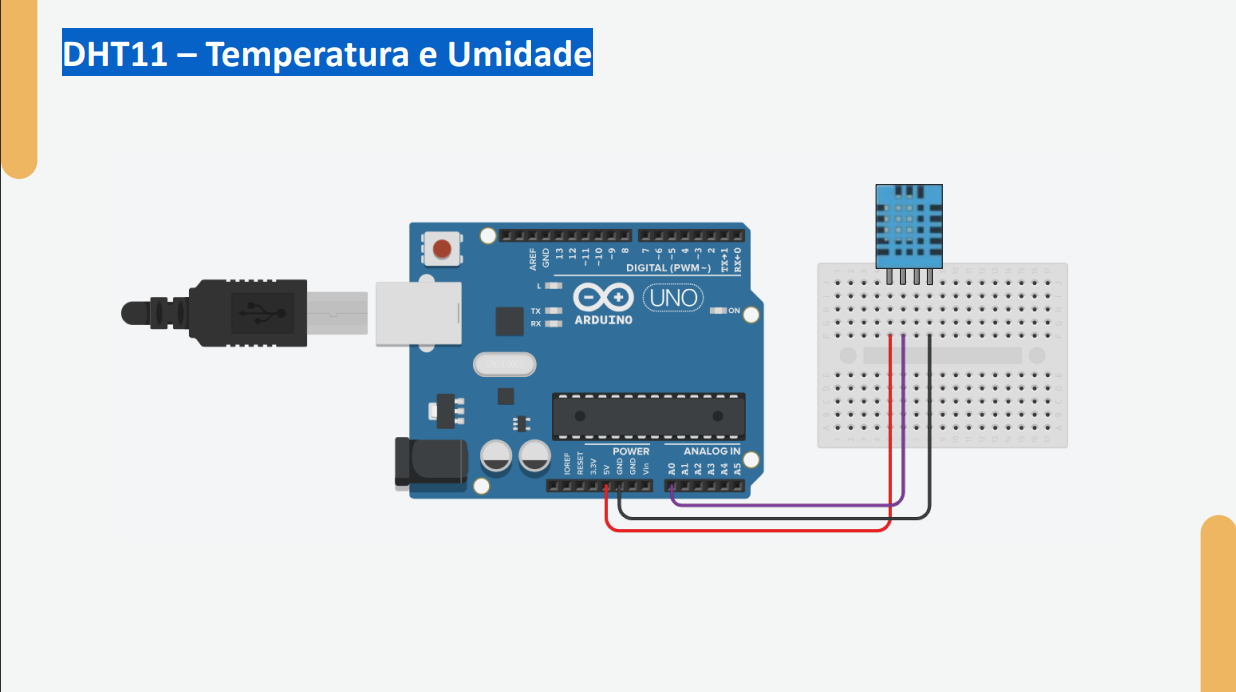 DHT11 – Temperatura e Umidade
AREF
GND
13
12
~11
~10
~9
8
7
~6
~5
4
~3
2
TX→1
RX←0
DIGITAL (PWM~)
L
TX
RX
UNO
ON
ARDUINO
POWER
ANALOG IN
IOREF
RESET
3.3V
5V
GND
GND
Vin
A0
A1
A2
A3
A4
A5